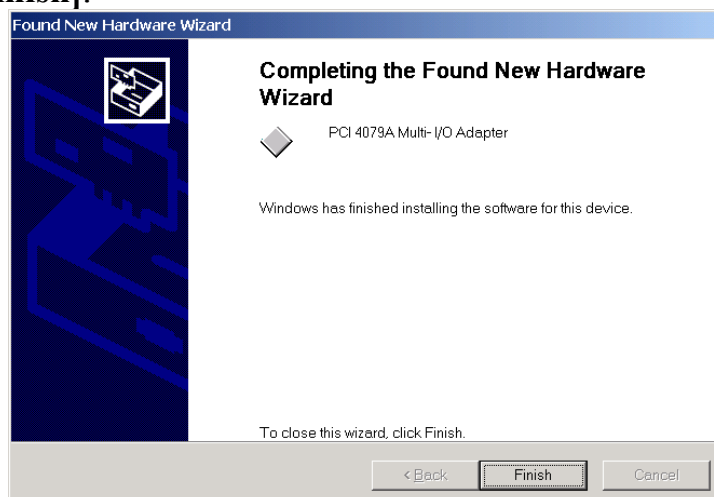 Found New Hardware Wizard
Completing the Found New Hardware
Wizard
PCI 4079A Multi-I/O Adapter
Windows has finished installing the software for this device.
To close this wizard, click Finish.
< Back Finish Cancel